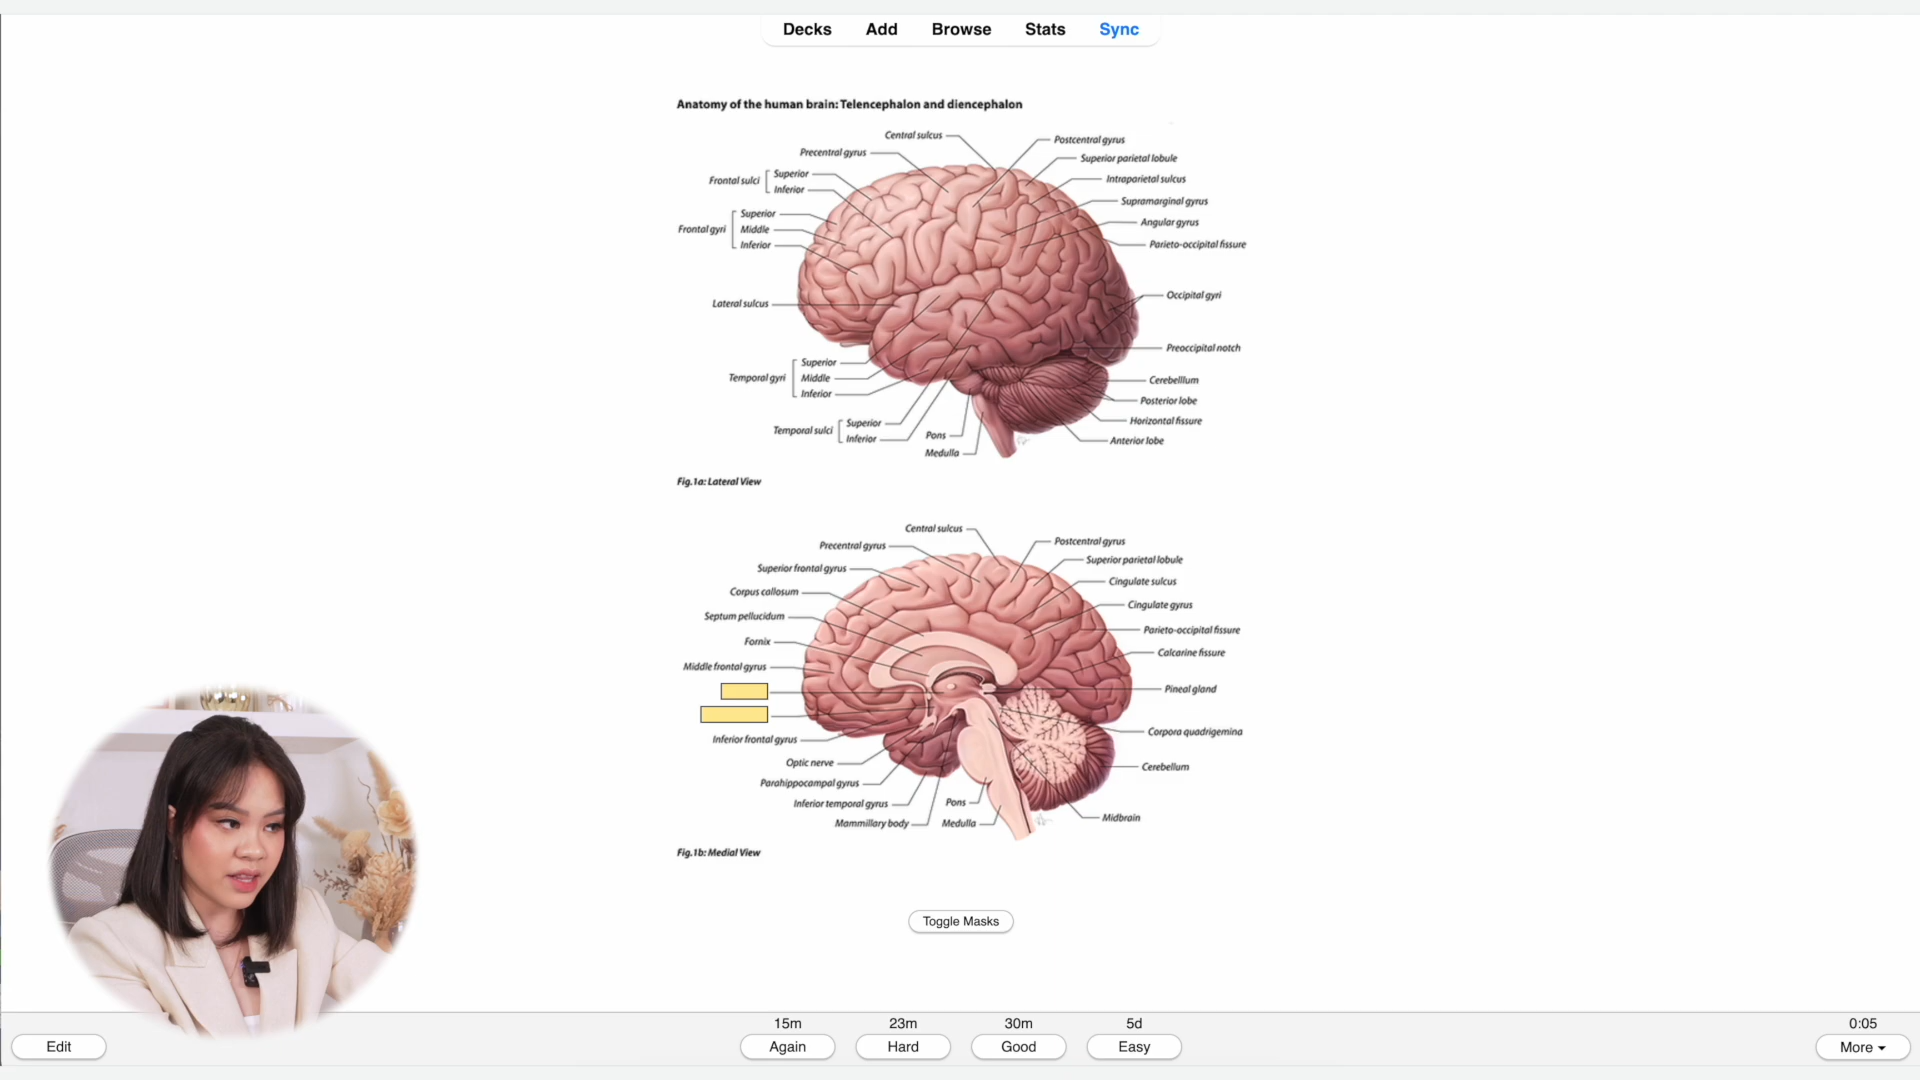 Decks Add Browse Stats Sync
Anatomy of the human brain: Telencephalon and diencephalon
Central sulcus
Postcentral gyrus
Precentral gyrus
Superior parietal lobule
Frontal sulci
Superior
Inferior
Intraparietal sulcus
Supramarginal gyrus
Frontal gyri
Superior
Middle
Inferior
Angular gyrus
Parieto-occipital fissure
Lateral sulcus
Occipital gyri
Preoccipital notch
Temporal gyri
Superior
Middle
Inferior
Cerebelllum
Posterior lobe
Temporal sulci
Superior
Inferior
Horizontal fissure
Pons
Anterior lobe
Medulla
Fig.1a: Lateral View
Central sulcus
Postcentral gyrus
Precentral gyrus
Superior parietal lobule
Superior frontal gyrus
Cingulate sulcus
Corpus callosum
Cingulate gyrus
Septum pellucidum
Parieto-occipital fissure
Fornix
Calcarine fissure
Middle frontal gyrus
Pineal gland
Corpora quadrigemina
Inferior frontal gyrus
Optic nerve
Cerebellum
Parahippocampal gyrus
Inferior temporal gyrus
Pons
Mammillary body
Medulla
Midbrain
Fig.1b: Medial View
Toggle Masks
15m 23m 30m 5d 0:05
Edit Again Hard Good Easy More